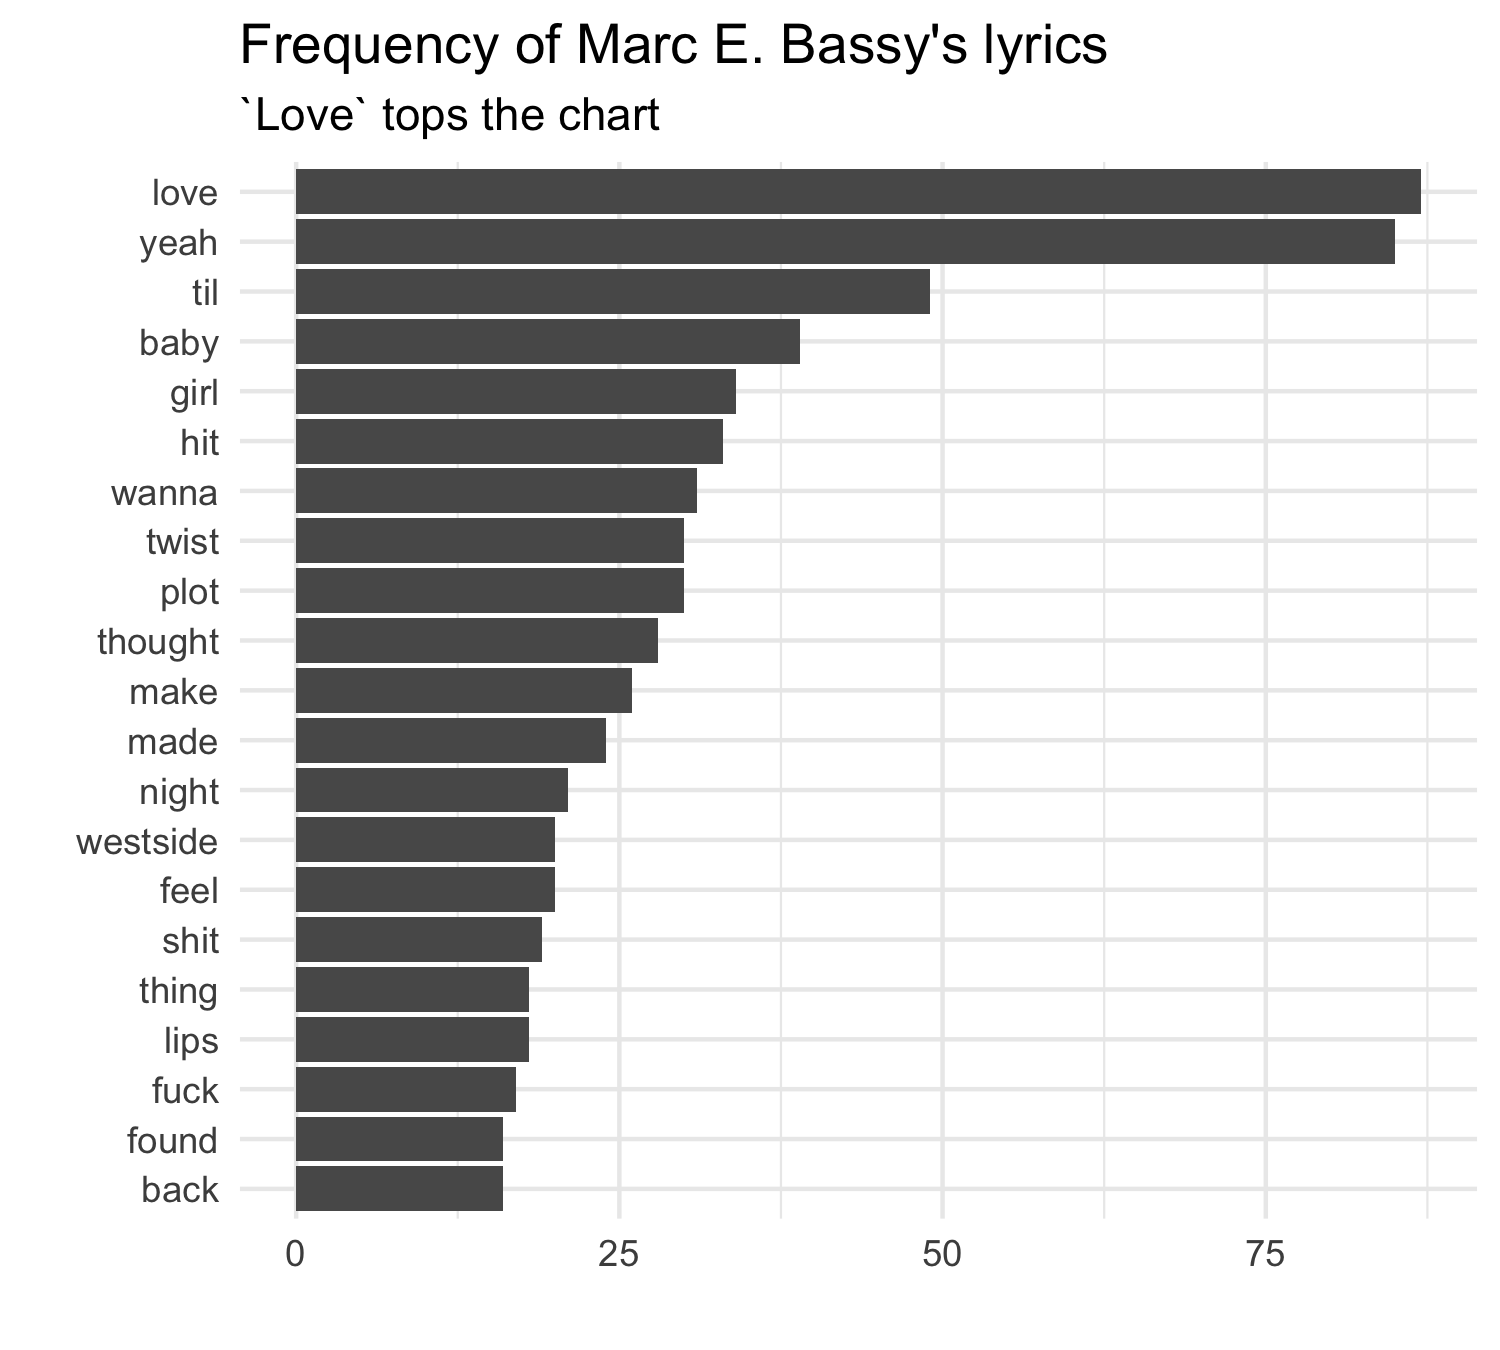 Frequency of Marc E. Bassy's lyrics
`Love` tops the chart
love
yeah
til
baby
girl
hit
wanna
twist
plot
thought
make
made
night
westside
feel
shit
thing
lips
fuck
found
back
0 25 50 75